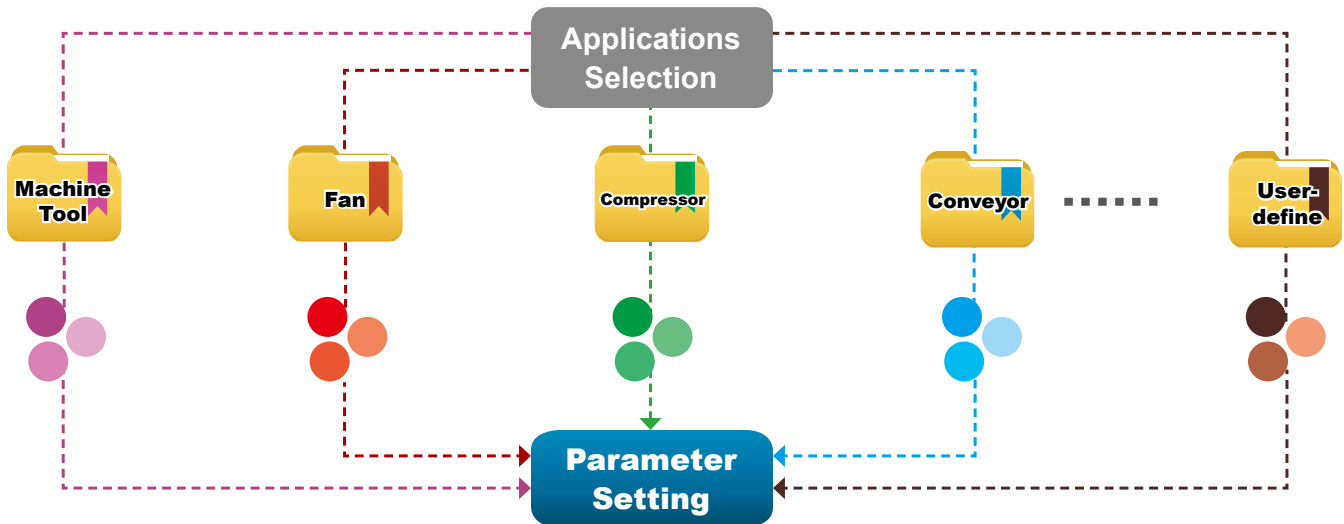 Applications
Selection
Machine
Tool
Fan
Compressor
Conveyor
User-
define
Parameter
Setting